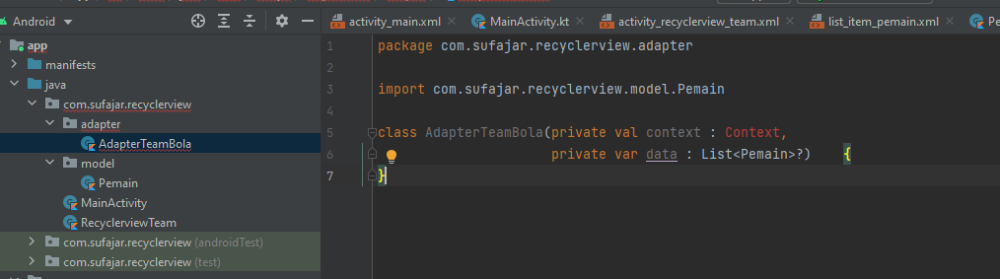 Android
activity_main.xml
MainActivity.kt
activity_recyclerview_team.xml
list_item_pemain.xml
Pe
app
manifests
java
com.sufajar.recyclerview
adapter
AdapterTeamBola
model
Pemain
MainActivity
RecyclerviewTeam
com.sufajar.recyclerview (androidTest)
com.sufajar.recyclerview (test)
1 package com.sufajar.recyclerview.adapter
2
3 import com.sufajar.recyclerview.model.Pemain
4
5 class AdapterTeamBola(private val context : Context,
6 private var data : List<Pemain>?) {
7 }